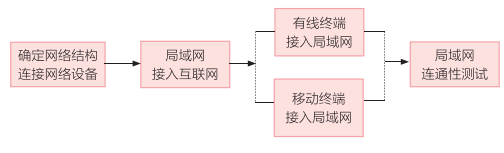 确定网络结构
连接网络设备
局域网
接入互联网
有线终端
接入局域网
移动终端
接入局域网
局域网
连通性测试